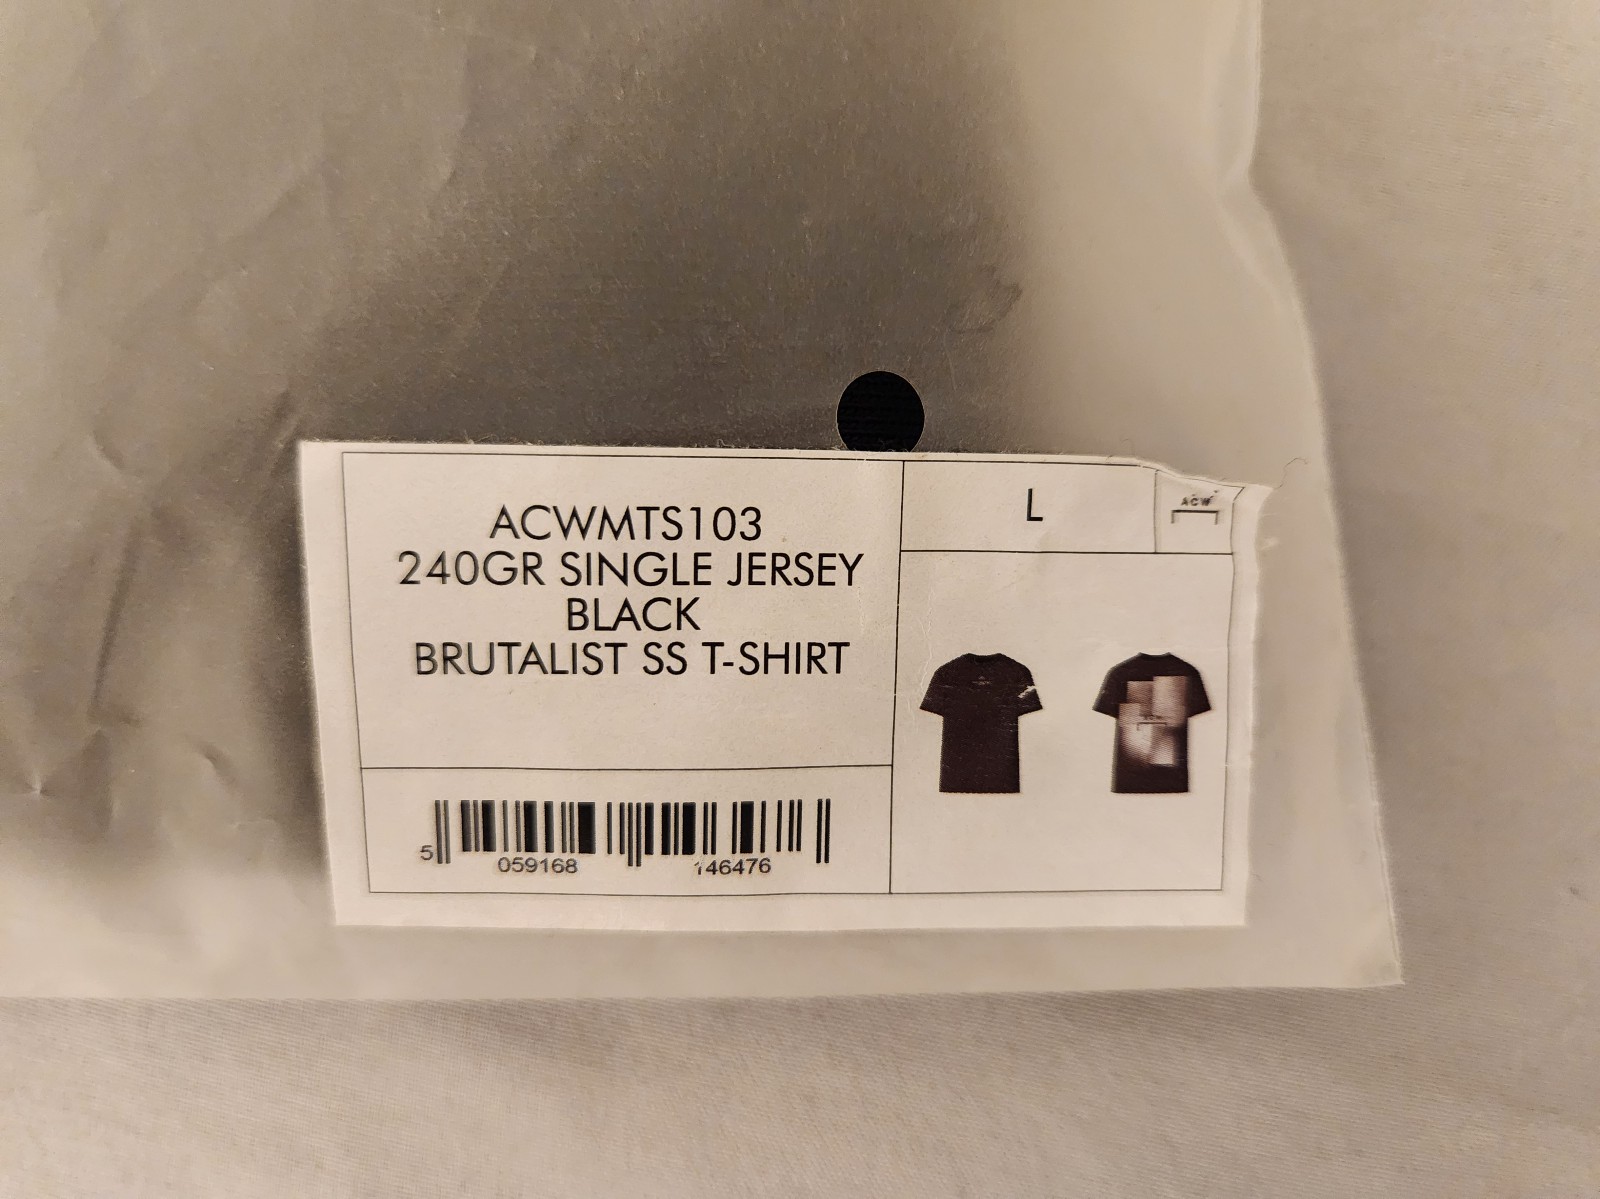 ACWMTS103
240GR SINGLE JERSEY
BLACK
BRUTALIST SS T-SHIRT
L
ACW*
5 059168 146476